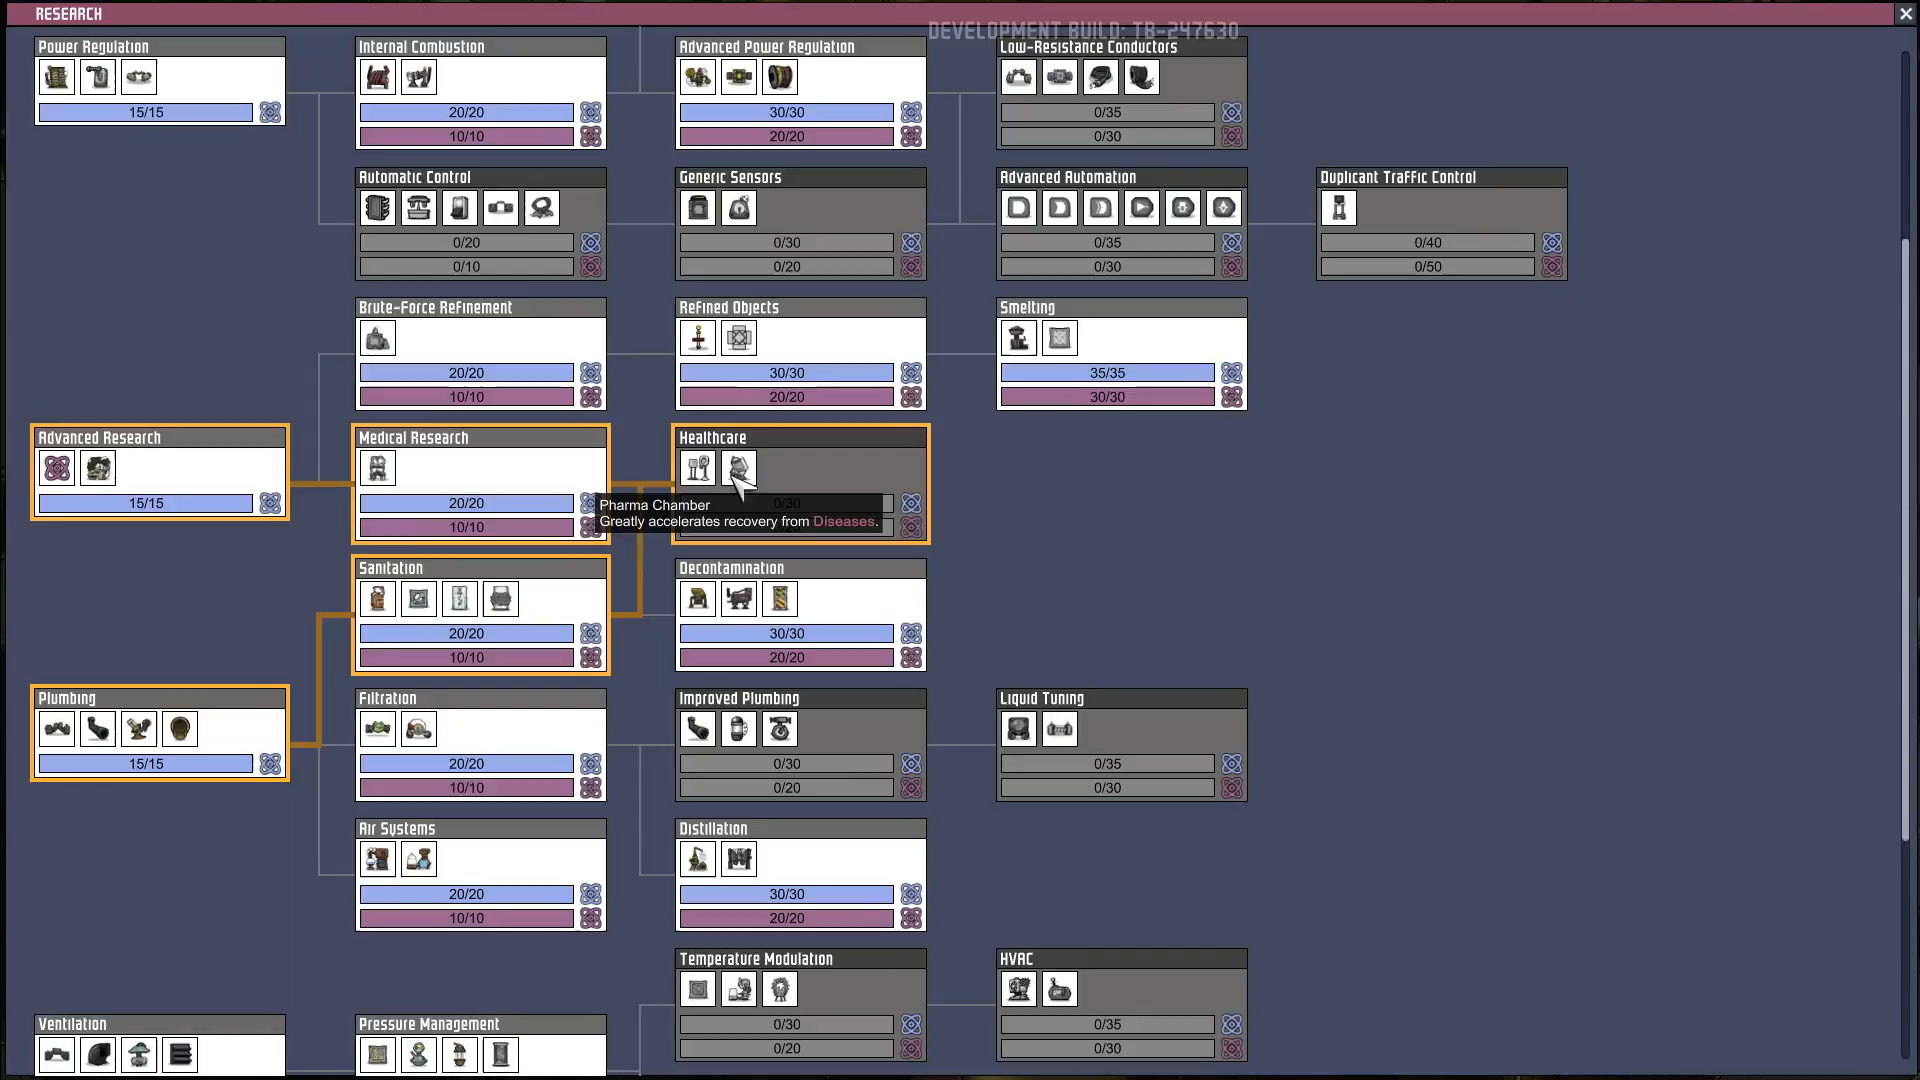 RESEARCH
DEVELOPMENT BUILD: TB-247630
Power Regulation
15/15
Internal Combustion
20/20
10/10
Advanced Power Regulation
30/30
20/20
Low-Resistance Conductors
0/35
0/30
Automatic Control
0/20
0/10
Generic Sensors
0/30
0/20
Advanced Automation
0/35
0/30
Duplicant Traffic Control
0/40
0/50
Brute-Force Refinement
20/20
10/10
Refined Objects
30/30
20/20
Smelting
35/35
30/30
Advanced Research
15/15
Medical Research
20/20
10/10
Healthcare
0/30
Pharma Chamber
Greatly accelerates recovery from Diseases.
Sanitation
20/20
10/10
Decontamination
30/30
20/20
Plumbing
15/15
Filtration
20/20
10/10
Improved Plumbing
0/30
0/20
Liquid Tuning
0/35
0/30
Air Systems
20/20
10/10
Distillation
30/30
20/20
Temperature Modulation
0/30
0/20
HVAC
0/35
0/30
Ventilation
Pressure Management